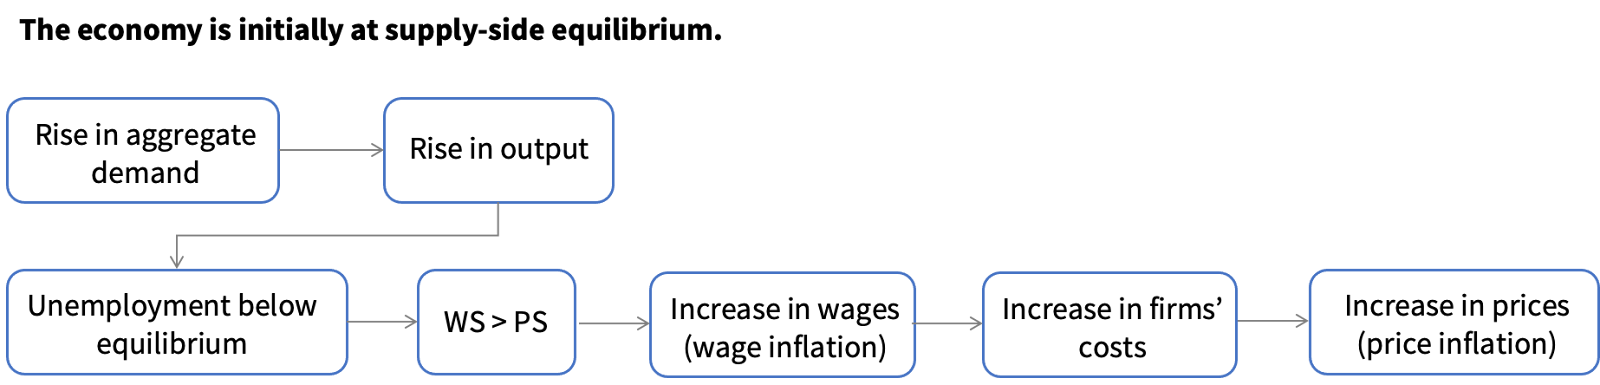 The economy is initially at supply-side equilibrium.
Rise in aggregate
demand
Rise in output
Unemployment below
equilibrium
WS > PS
Increase in wages
(wage inflation)
Increase in firms’
costs
Increase in prices
(price inflation)